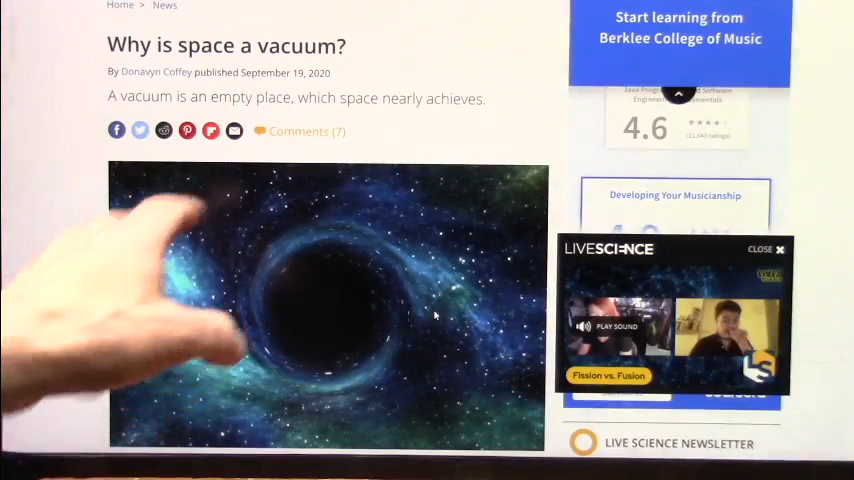 Home > News
Why is space a vacuum?
By Donavyn Coffey published September 19, 2020
A vacuum is an empty place, which space nearly achieves.
Comments (7)
Start learning from
Berklee College of Music
4.6
Developing Your Musicianship
LIVESCIENCE
CLOSE
PLAY SOUND
Fission vs. Fusion
LS
LIVE SCIENCE NEWSLETTER